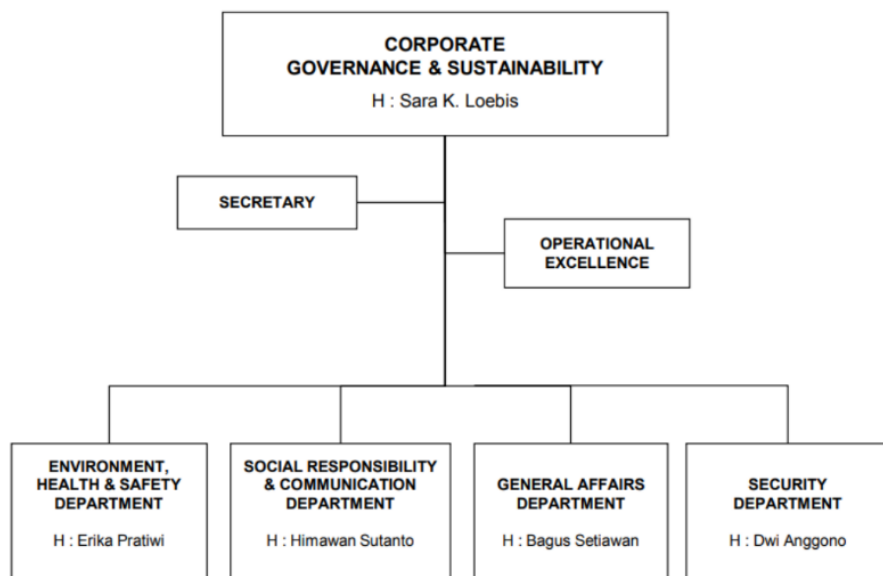 CORPORATE
GOVERNANCE & SUSTAINABILITY
H : Sara K. Loebis
SECRETARY
OPERATIONAL
EXCELLENCE
ENVIRONMENT,
HEALTH & SAFETY
DEPARTMENT
H : Erika Pratiwi
SOCIAL RESPONSIBILITY
& COMMUNICATION
DEPARTMENT
H : Himawan Sutanto
GENERAL AFFAIRS
DEPARTMENT
H : Bagus Setiawan
SECURITY
DEPARTMENT
H : Dwi Anggono